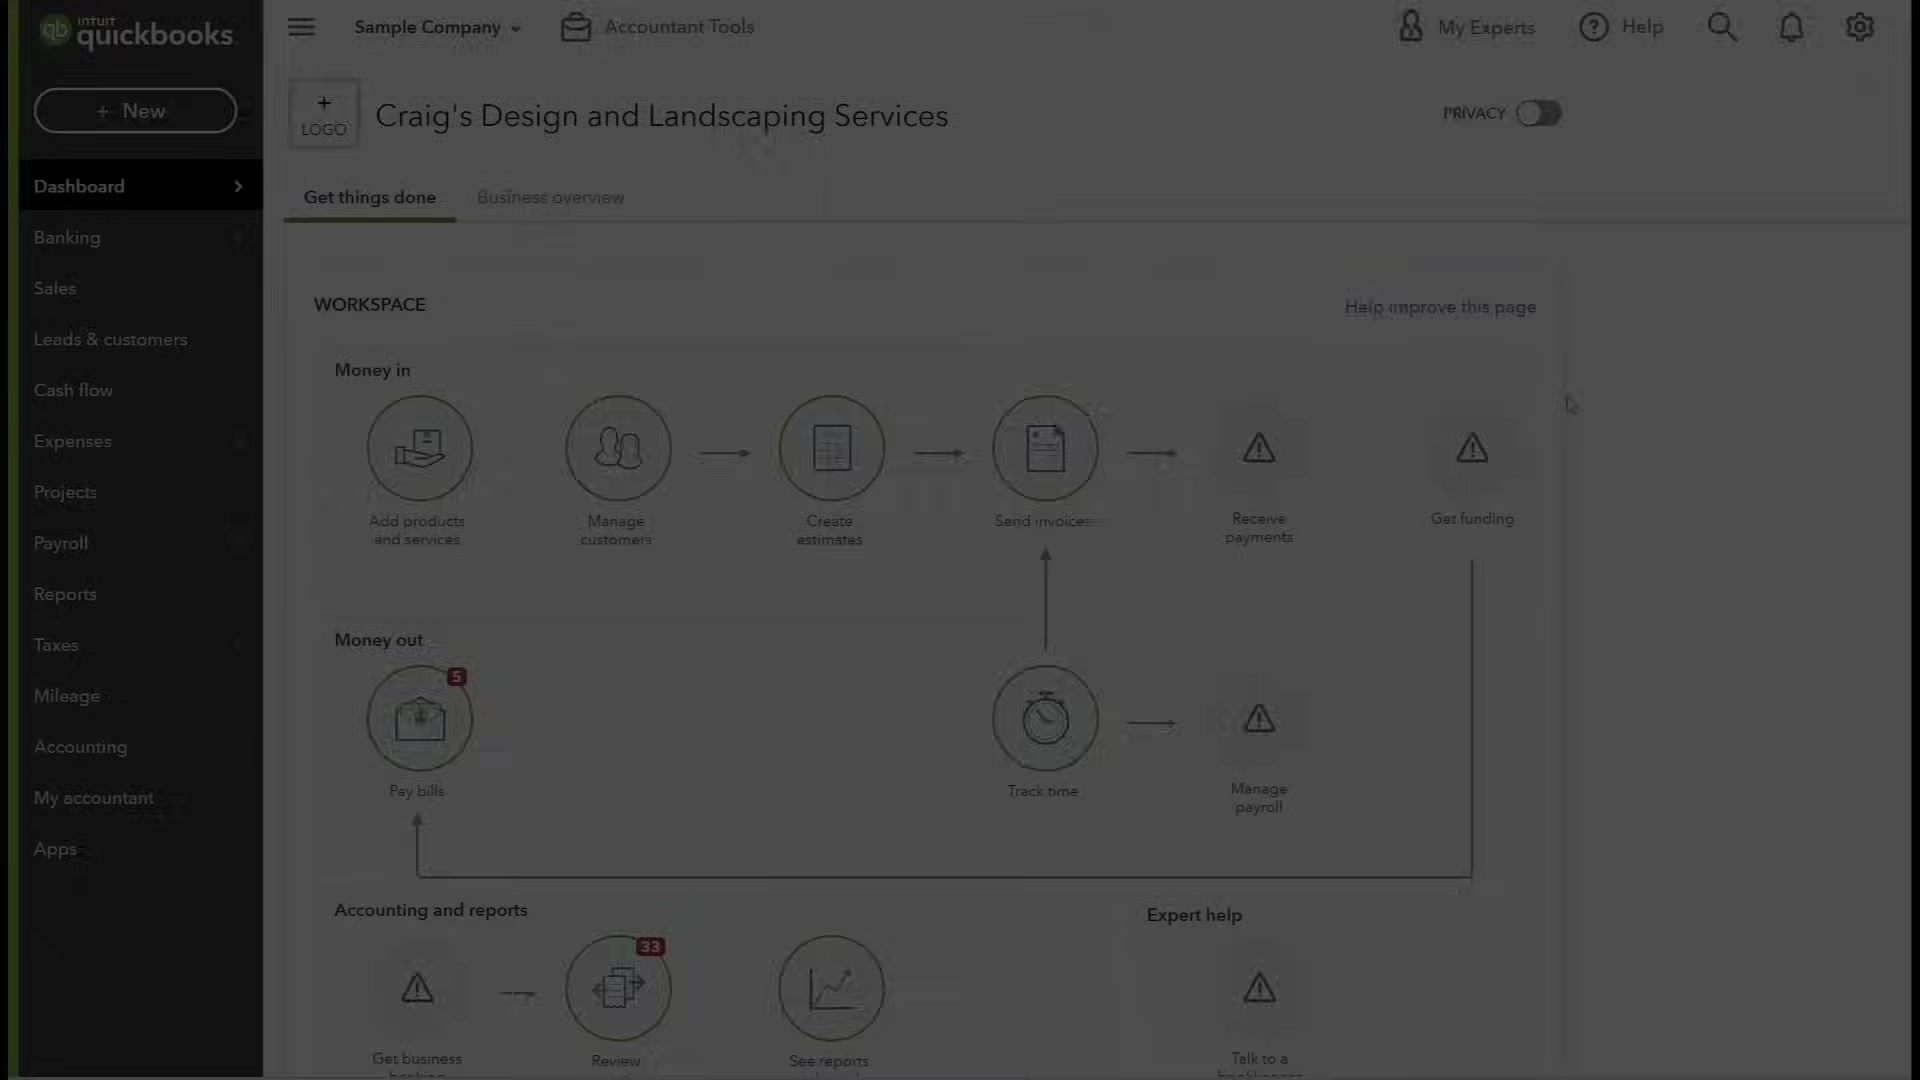 intuit
quickbooks
Sample Company
Accountant Tools
My Experts
Help
+ New
+
LOGO
Craig's Design and Landscaping Services
PRIVACY
Dashboard
Banking
Sales
Leads & customers
Cash flow
Expenses
Projects
Payroll
Reports
Taxes
Mileage
Accounting
My accountant
Apps
Get things done
Business overview
WORKSPACE
Help improve this page
Money in
Add products
and services
Manage
customers
Create
estimates
Send invoices
Receive
payments
Get funding
Money out
5
Pay bills
Track time
Manage
payroll
Accounting and reports
Expert help
33
Get business
Review
See reports
Talk to a